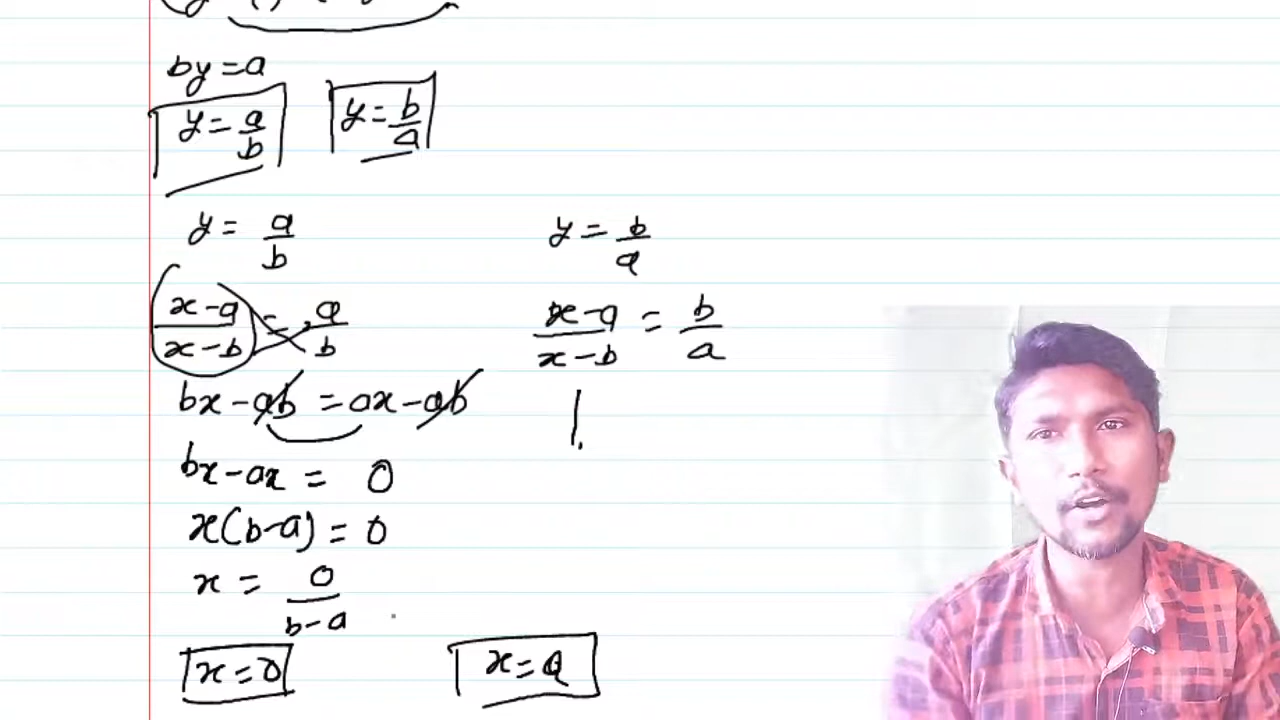 by = a
y = a/b    y = b/a
y = a/b    y = b/a
x-a/x-b = a/b    x-a/x-b = b/a
bx-ab = ax-ab
bx-ax = 0
x(b-a) = 0
x = 0/b-a
x=0    x=a